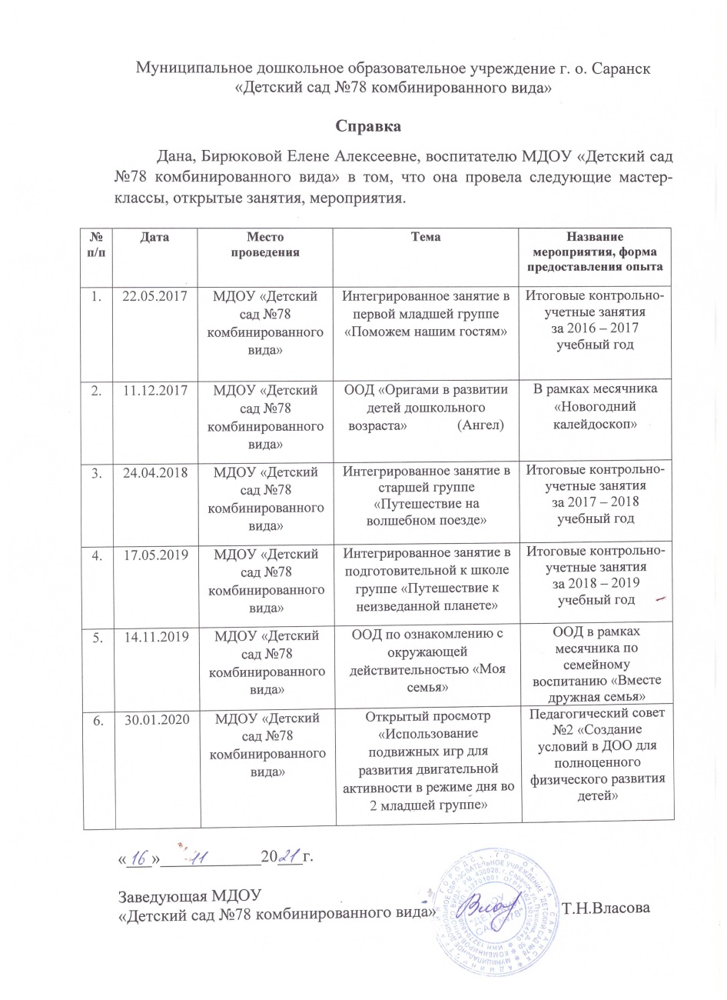 Муниципальное дошкольное образовательное учреждение г. о. Саранск
«Детский сад №78 комбинированного вида»
Справка
Дана, Бирюковой Елене Алексеевне, воспитателю МДОУ «Детский сад
№78 комбинированного вида» в том, что она провела следующие мастер-
классы, открытые занятия, мероприятия.
№ п/п
Дата
Место
проведения
Тема
Название
мероприятия, форма
предоставления опыта
1.
22.05.2017
МДОУ «Детский
сад №78
комбинированного
вида»
Интегрированное занятие в
первой младшей группе
«Поможем нашим гостям»
Итоговые контрольно-
учетные занятия
за 2016 – 2017
учебный год
2.
11.12.2017
МДОУ «Детский
сад №78
комбинированного
вида»
ООД «Оригами в развитии
детей дошкольного
возраста» (Ангел)
В рамках месячника
«Новогодний
калейдоскоп»
3.
24.04.2018
МДОУ «Детский
сад №78
комбинированного
вида»
Интегрированное занятие в
старшей группе
«Путешествие на
волшебном поезде»
Итоговые контрольно-
учетные занятия
за 2017 – 2018
учебный год
4.
17.05.2019
МДОУ «Детский
сад №78
комбинированного
вида»
Интегрированное занятие в
подготовительной к школе
группе «Путешествие к
неизведанной планете»
Итоговые контрольно-
учетные занятия
за 2018 – 2019
учебный год
5.
14.11.2019
МДОУ «Детский
сад №78
комбинированного
вида»
ООД по ознакомлению с
окружающей
действительностью «Моя
семья»
ООД в рамках
месячника по
семейному
воспитанию «Вместе
дружная семья»
6.
30.01.2020
МДОУ «Детский
сад №78
комбинированного
вида»
Открытый просмотр
«Использование
подвижных игр для
развития двигательной
активности в режиме дня во
2 младшей группе»
Педагогический совет
№2 «Создание
условий в ДОО для
полноценного
физического развития
детей»
«16» 11 2021 г.
Заведующая МДОУ
«Детский сад №78 комбинированного вида»
Т.Н.Власова